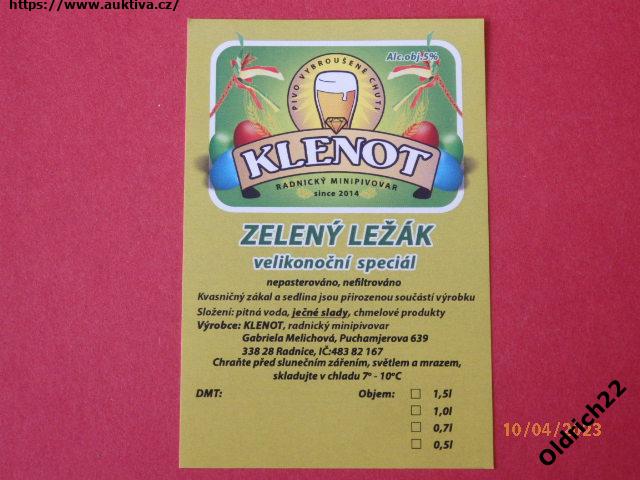 https://www.auktiva.cz/
Alc.obj.5%
PIVO VYBROUŠENÉ CHUTI
KLENOT
RADNICKÝ MINIPIVOVAR
since 2014
ZELENÝ LEŽÁK
velikonoční speciál
nepasterováno, nefiltrováno
Kvasničný zákal a sedlina jsou přirozenou součástí výrobku
Složení: pitná voda, ječné slady, chmelové produkty
Výrobce: KLENOT, radnický minipivovar
Gabriela Melichová, Puchamjerova 639
338 28 Radnice, IČ:483 82 167
Chraňte před slunečním zářením, světlem a mrazem,
skladujte v chladu 7° - 10°C
DMT: Objem: 1,5l
1,0l
0,7l
0,5l
10/04/2023
Oldrich22